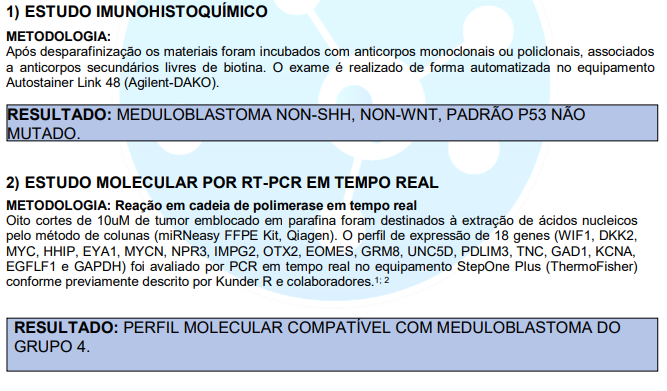 1) ESTUDO IMUNOHISTOQUÍMICO
METODOLOGIA:
Após desparafinização os materiais foram incubados com anticorpos monoclonais ou policlonais, associados
a anticorpos secundários livres de biotina. O exame é realizado de forma automatizada no equipamento
Autostainer Link 48 (Agilent-DAKO).
RESULTADO: MEDULOBLASTOMA NON-SHH, NON-WNT, PADRÃO P53 NÃO
MUTADO.
2) ESTUDO MOLECULAR POR RT-PCR EM TEMPO REAL
METODOLOGIA: Reação em cadeia de polimerase em tempo real
Oito cortes de 10uM de tumor emblocado em parafina foram destinados à extração de ácidos nucleicos
pelo método de colunas (miRNeasy FFPE Kit, Qiagen). O perfil de expressão de 18 genes (WIF1, DKK2,
MYC, HHIP, EYA1, MYCN, NPR3, IMPG2, OTX2, EOMES, GRM8, UNC5D, PDLIM3, TNC, GAD1, KCNA,
EGFLF1 e GAPDH) foi avaliado por PCR em tempo real no equipamento StepOne Plus (ThermoFisher)
conforme previamente descrito por Kunder R e colaboradores.1; 2
RESULTADO: PERFIL MOLECULAR COMPATÍVEL COM MEDULOBLASTOMA DO
GRUPO 4.